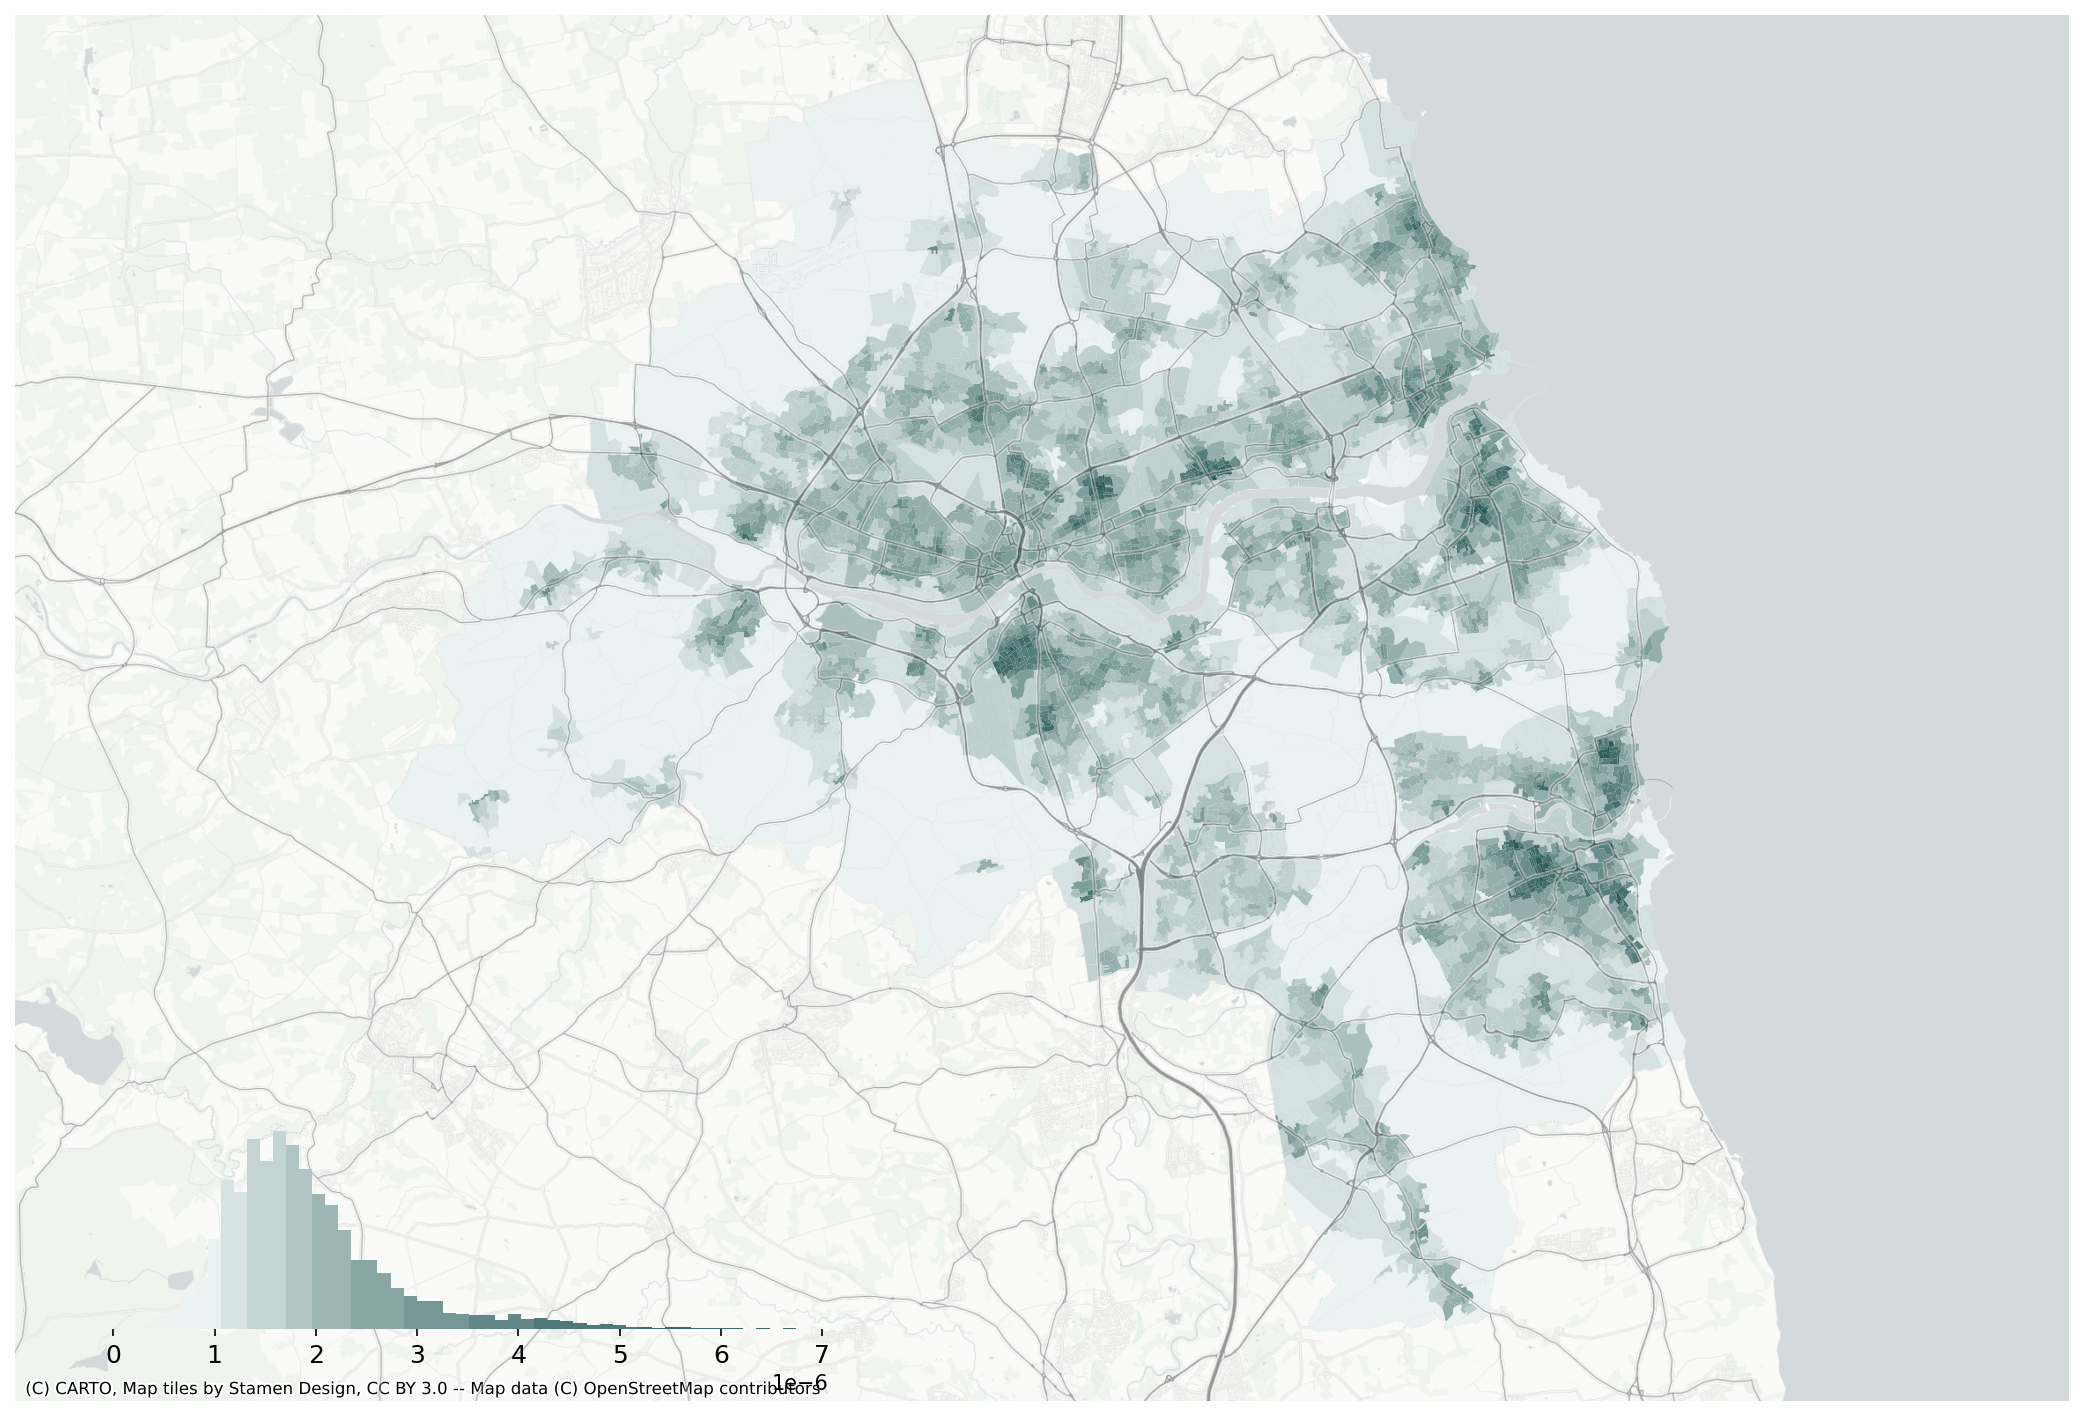 0 1 2 3 4 5 6 7
1e−6
(C) CARTO, Map tiles by Stamen Design, CC BY 3.0 -- Map data (C) OpenStreetMap contributors